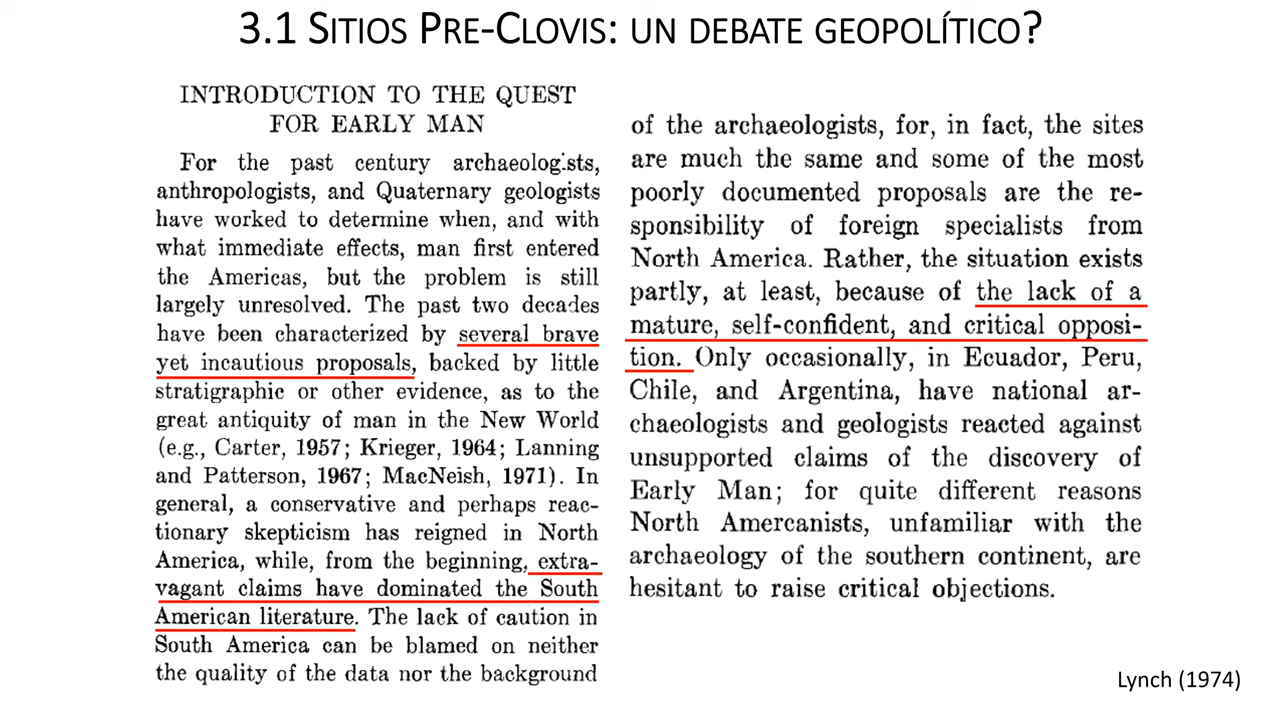 3.1 SITIOS PRE-CLOVIS: UN DEBATE GEOPOLÍTICO?
INTRODUCTION TO THE QUEST
FOR EARLY MAN
For the past century archaeologists,
anthropologists, and Quaternary geologists
have worked to determine when, and with
what immediate effects, man first entered
the Americas, but the problem is still
largely unresolved. The past two decades
have been characterized by several brave
yet incautious proposals, backed by little
stratigraphic or other evidence, as to the
great antiquity of man in the New World
(e.g., Carter, 1957; Krieger, 1964; Lanning
and Patterson, 1967; MacNeish, 1971). In
general, a conservative and perhaps reac-
tionary skepticism has reigned in North
America, while, from the beginning, extra-
vagant claims have dominated the South
American literature. The lack of caution in
South America can be blamed on neither
the quality of the data nor the background
of the archaeologists, for, in fact, the sites
are much the same and some of the most
poorly documented proposals are the re-
sponsibility of foreign specialists from
North America. Rather, the situation exists
partly, at least, because of the lack of a
mature, self-confident, and critical opposi-
tion. Only occasionally, in Ecuador, Peru,
Chile, and Argentina, have national ar-
chaeologists and geologists reacted against
unsupported claims of the discovery of
Early Man; for quite different reasons
North Amercanists, unfamiliar with the
archaeology of the southern continent, are
hesitant to raise critical objections.
Lynch (1974)